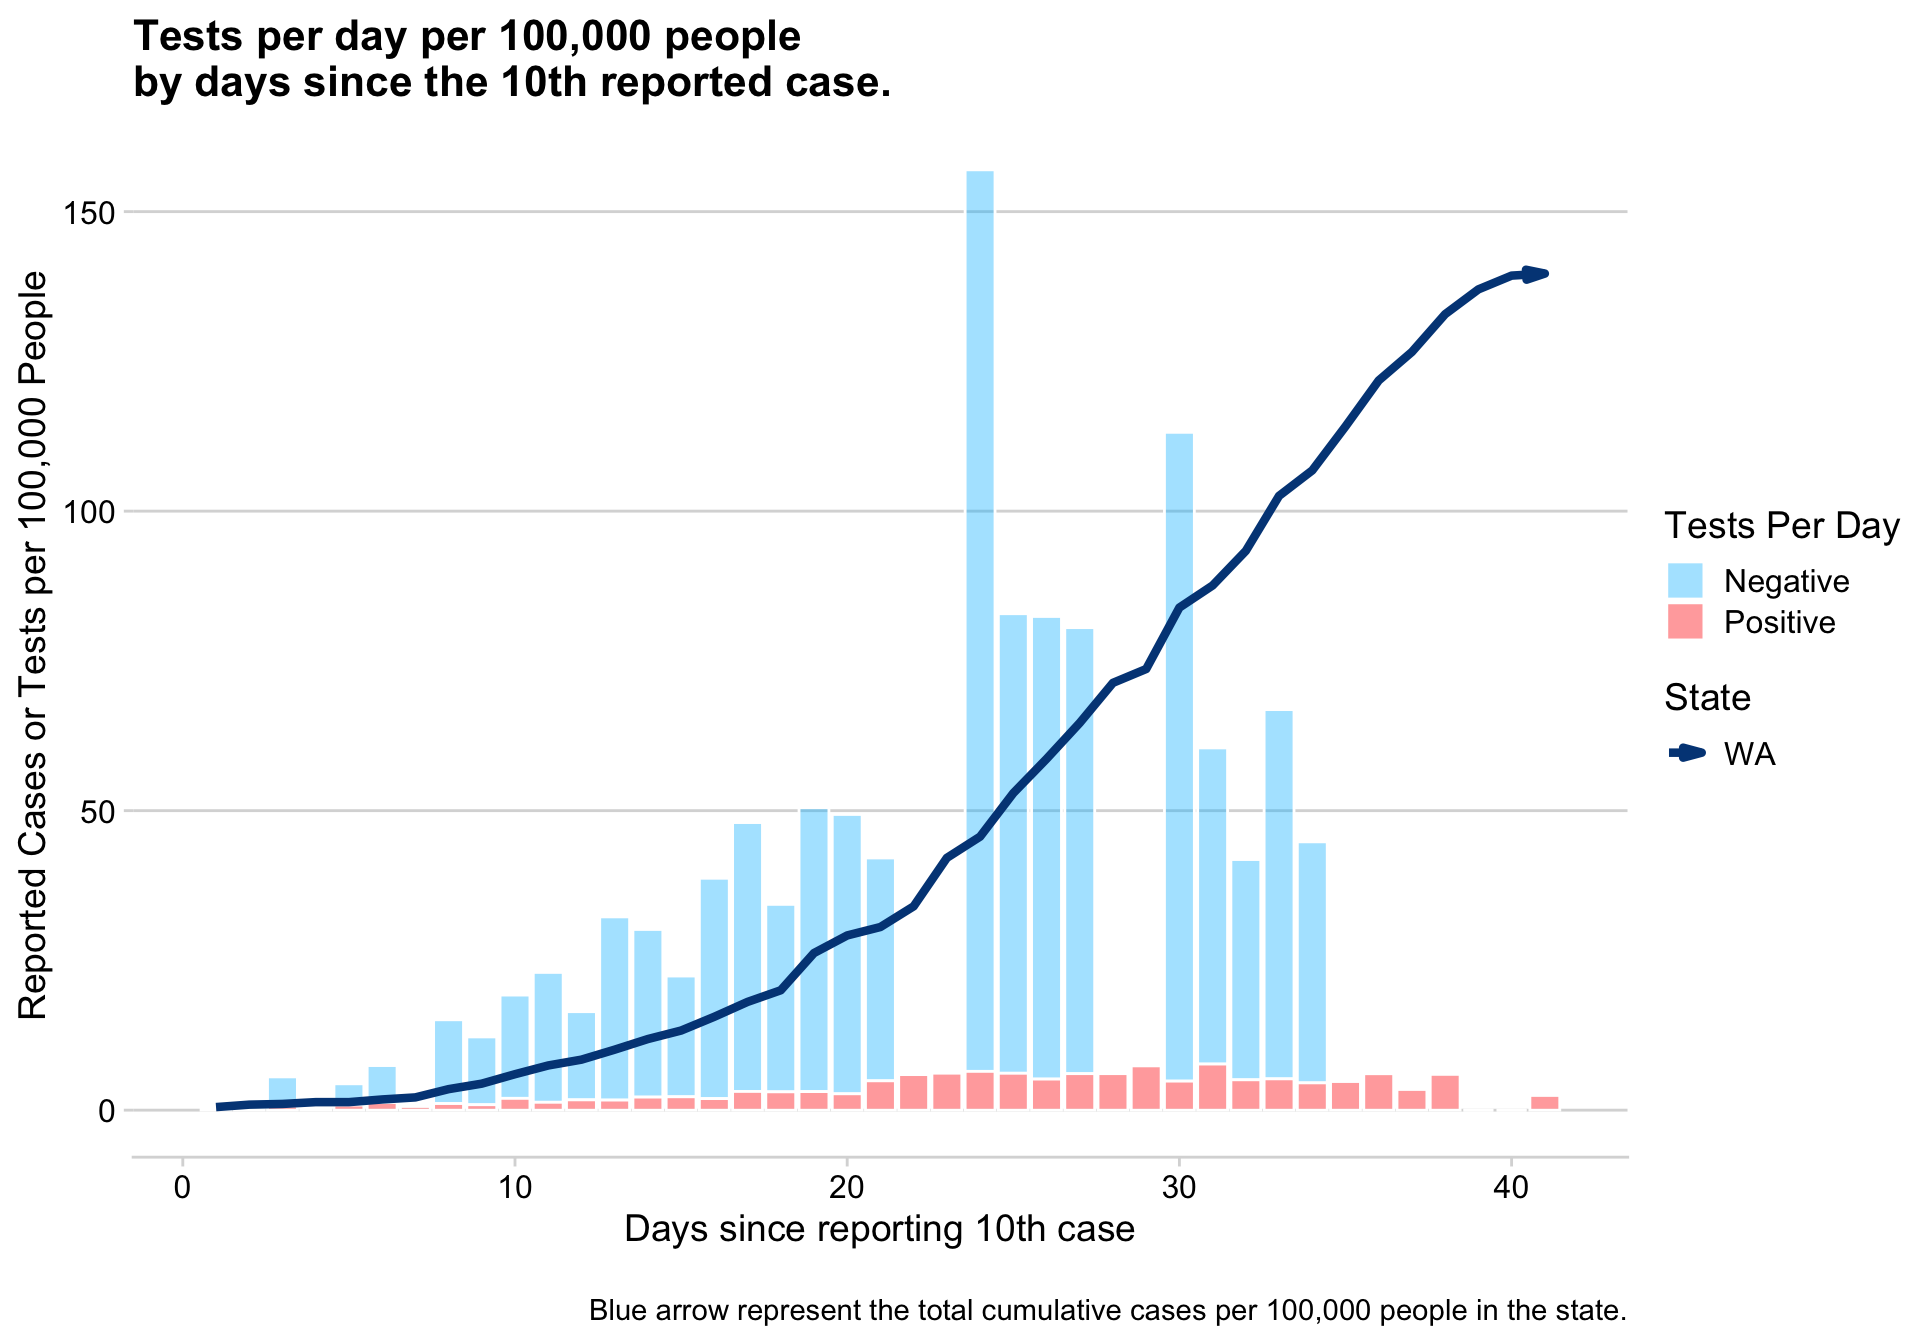 Tests per day per 100,000 people
by days since the 10th reported case.
Reported Cases or Tests per 100,000 People
150
100
50
0
0 10 20 30 40
Days since reporting 10th case
Tests Per Day
Negative
Positive
State
WA
Blue arrow represent the total cumulative cases per 100,000 people in the state.